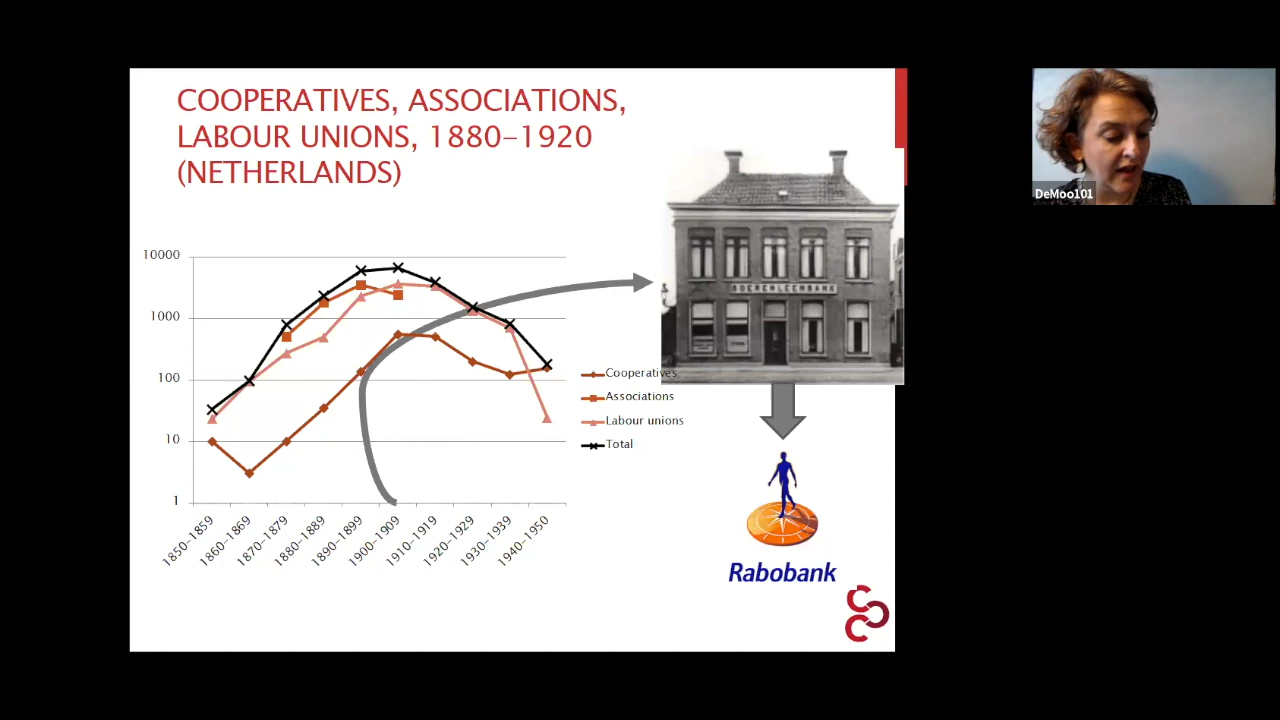 COOPERATIVES, ASSOCIATIONS,
LABOUR UNIONS, 1880-1920
(NETHERLANDS)
DeMoo101
10000
1000
100
10
1
1850-1859
1860-1869
1870-1879
1880-1889
1890-1899
1900-1909
1910-1919
1920-1929
1930-1939
1940-1950
Cooperatives
Associations
Labour unions
Total
BOERENLEENBANK
Rabobank